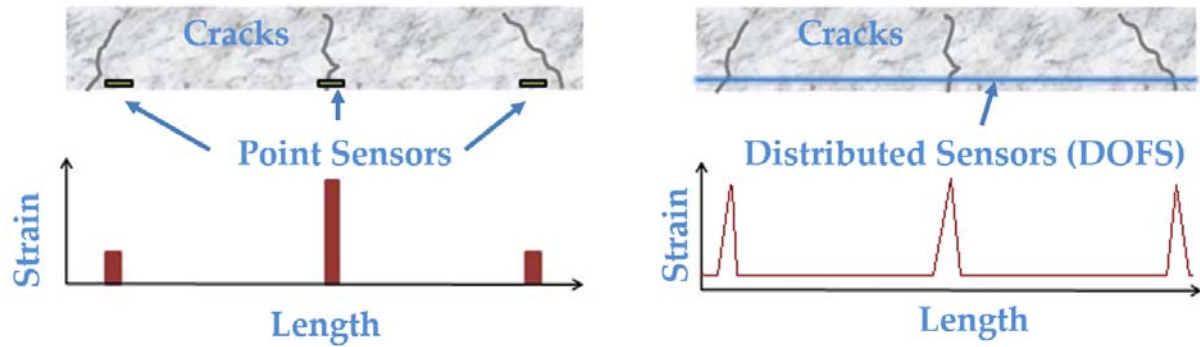 Cracks
Point Sensors
Strain
Length
Cracks
Distributed Sensors (DOFS)
Strain
Length